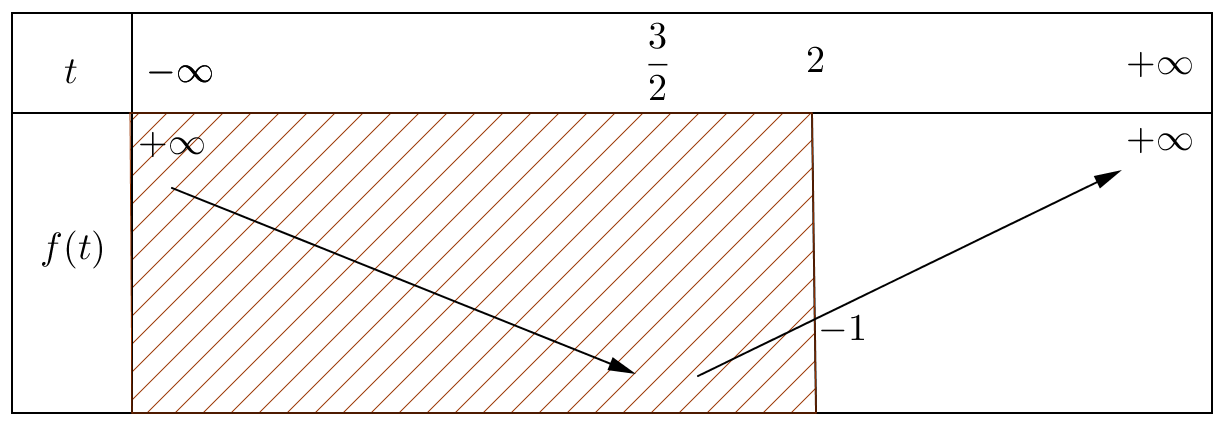 t −∞ 3/2 2 +∞
+∞ +∞
f(t)
−1